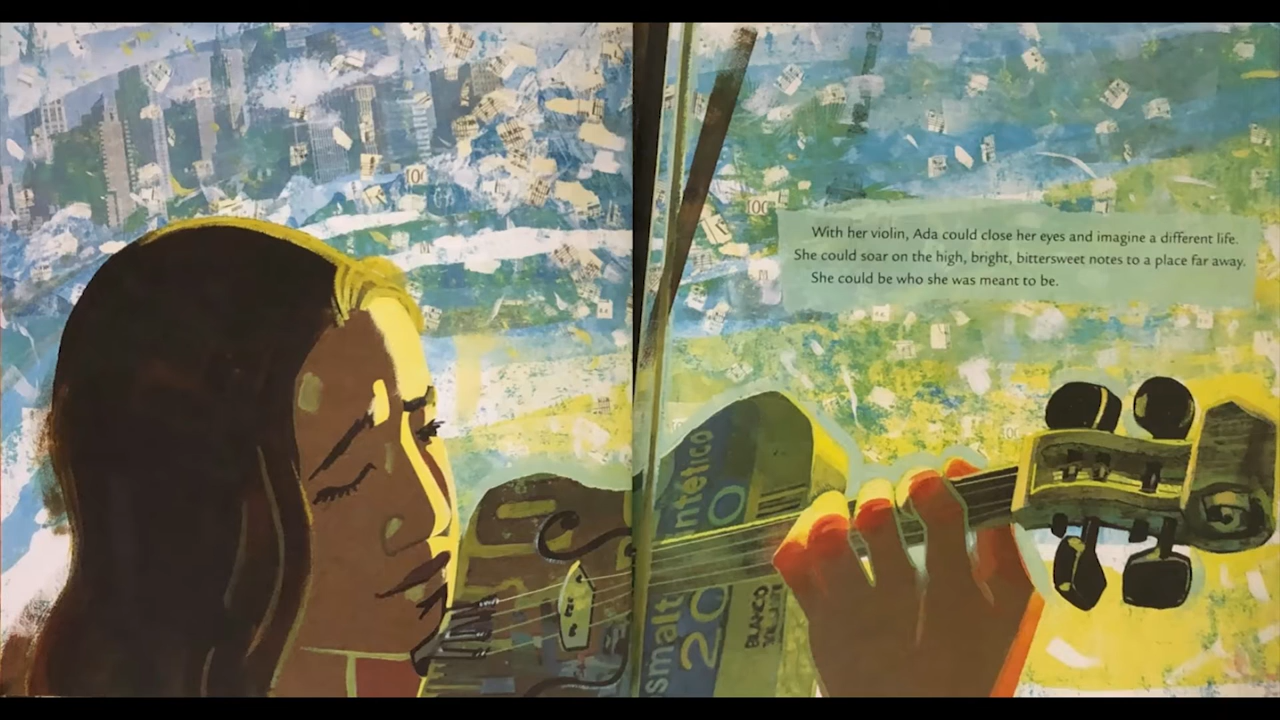 100
100
With her violin, Ada could close her eyes and imagine a different life.
She could soar on the high, bright, bittersweet notes to a place far away.
She could be who she was meant to be.
smalt
20
BLANCO